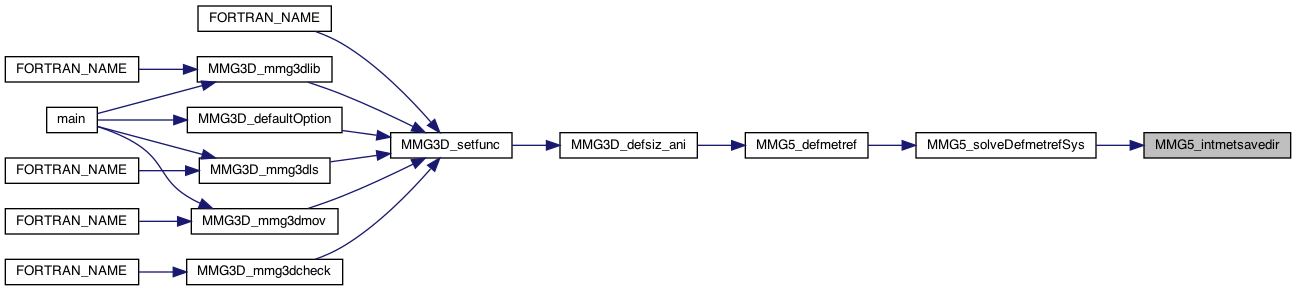 FORTRAN_NAME
FORTRAN_NAME
MMG3D_mmg3dlib
main
MMG3D_defaultOption
MMG3D_setfunc
MMG3D_defsiz_ani
MMG5_defmetref
MMG5_solveDefmetrefSys
MMG5_intmetsavedir
FORTRAN_NAME
MMG3D_mmg3dls
FORTRAN_NAME
MMG3D_mmg3dmov
FORTRAN_NAME
MMG3D_mmg3dcheck